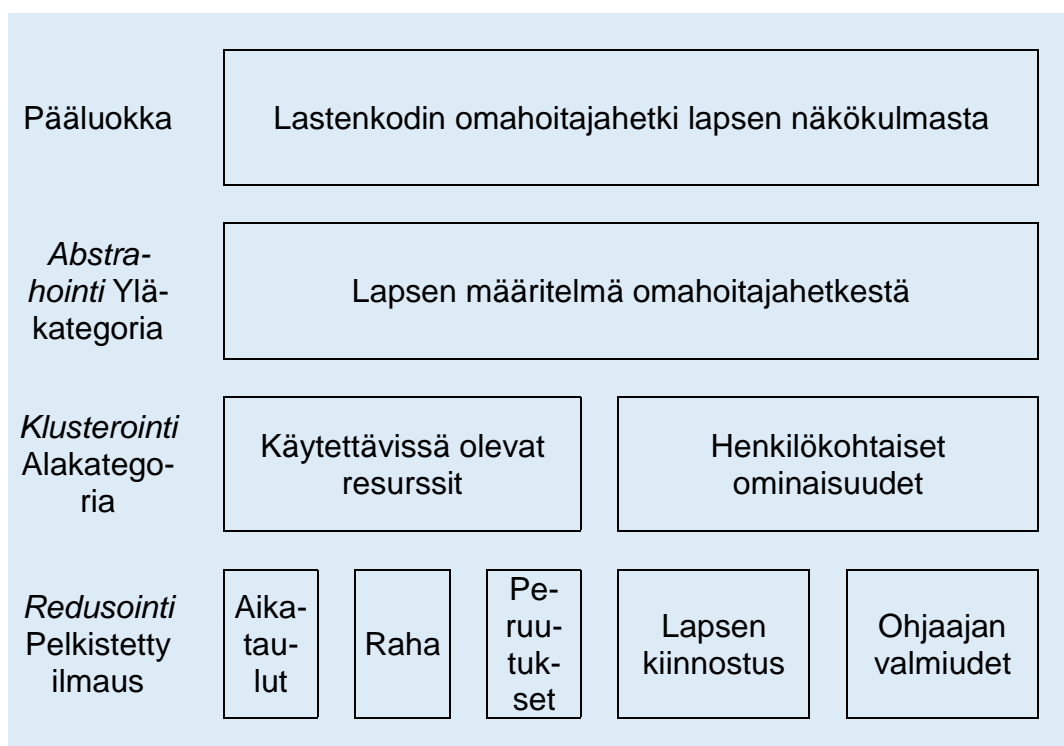 Pääluokka
Lastenkodin omahoitajahetki lapsen näkökulmasta
Abstra-
hointi Ylä-
kategoria
Lapsen määritelmä omahoitajahetkestä
Klusterointi
Alakatego-
ria
Käytettävissä olevat
resurssit
Henkilökohtaiset
ominaisuudet
Redusointi
Pelkistetty
ilmaus
Aika-
tau-
lut
Raha
Pe-
ruu-
tuk-
set
Lapsen
kiinnostus
Ohjaajan
valmiudet